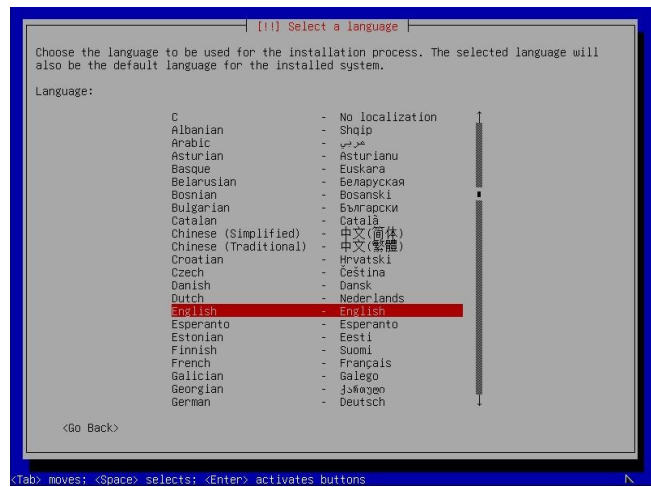 [!!] Select a language
Choose the language to be used for the installation process. The selected language will
also be the default language for the installed system.
Language:
C - No localization
Albanian - Shqip
Arabic - عربي
Asturian - Asturianu
Basque - Euskara
Belarusian - Беларуская
Bosnian - Bosanski
Bulgarian - Български
Catalan - Català
Chinese (Simplified) - 中文(简体)
Chinese (Traditional) - 中文(繁體)
Croatian - Hrvatski
Czech - Čeština
Danish - Dansk
Dutch - Nederlands
English - English
Esperanto - Esperanto
Estonian - Eesti
Finnish - Suomi
French - Français
Galician - Galego
Georgian - ქართული
German - Deutsch
<Go Back>
<Tab> moves; <Space> selects; <Enter> activates buttons